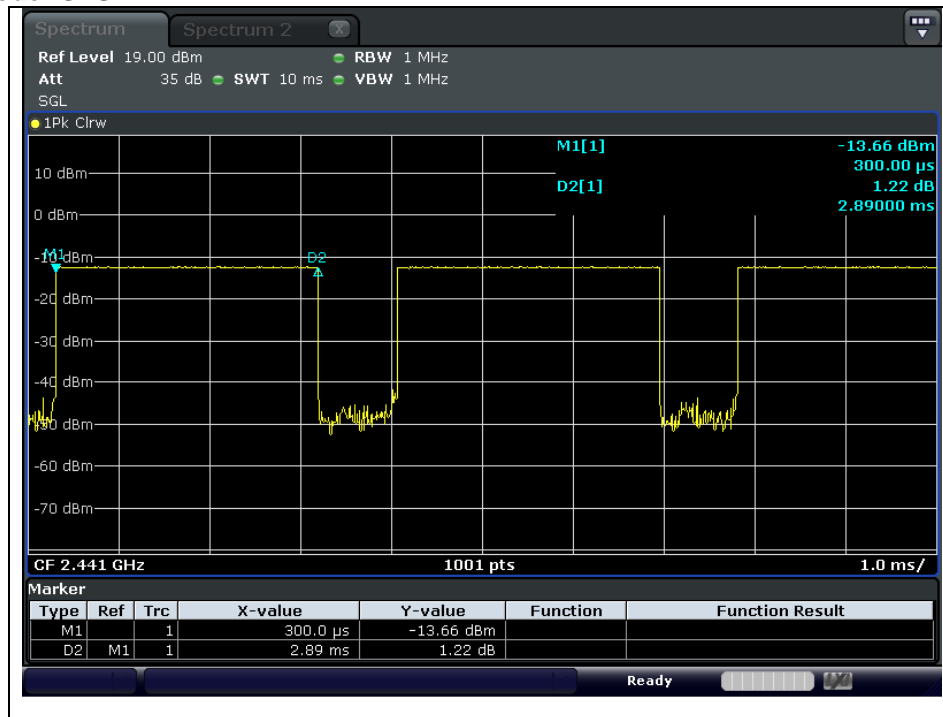 Spectrum Spectrum 2 X
Ref Level 19.00 dBm RBW 1 MHz
Att 35 dB SWT 10 ms VBW 1 MHz
SGL
1Pk Clrw
M1[1] -13.66 dBm
300.00 µs
D2[1] 1.22 dB
2.89000 ms
10 dBm
0 dBm
-10 dBm
M1
D2
-20 dBm
-30 dBm
-40 dBm
-50 dBm
-60 dBm
-70 dBm
CF 2.441 GHz 1001 pts 1.0 ms/
Marker
Type Ref Trc X-value Y-value Function Function Result
M1 1 300.0 µs -13.66 dBm
D2 M1 1 2.89 ms 1.22 dB
Ready